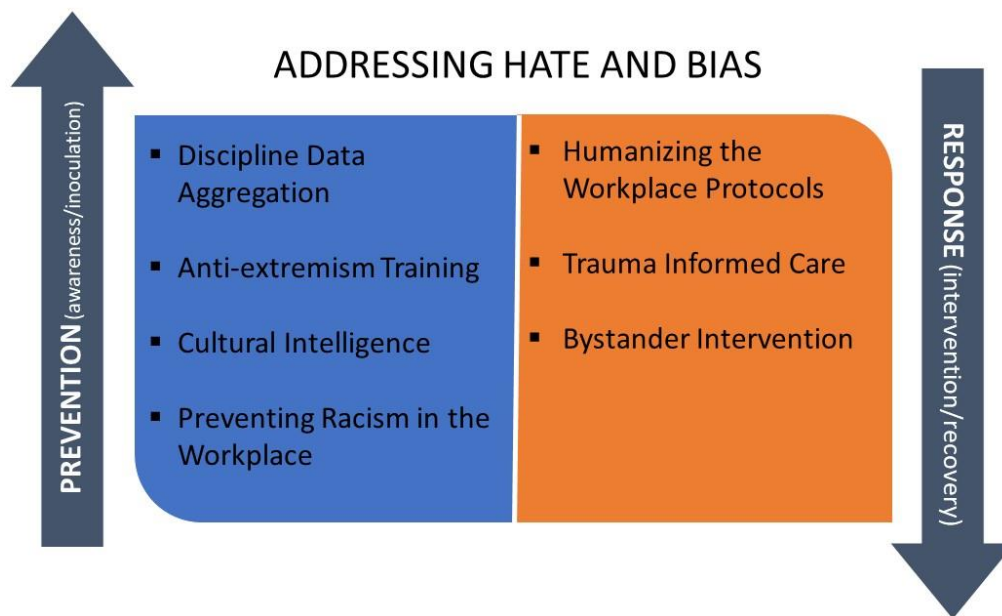 ADDRESSING HATE AND BIAS
PREVENTION (awareness/inoculation)
▪ Discipline Data
Aggregation
▪ Anti-extremism Training
▪ Cultural Intelligence
▪ Preventing Racism in the
Workplace
▪ Humanizing the
Workplace Protocols
▪ Trauma Informed Care
▪ Bystander Intervention
RESPONSE (intervention/recovery)